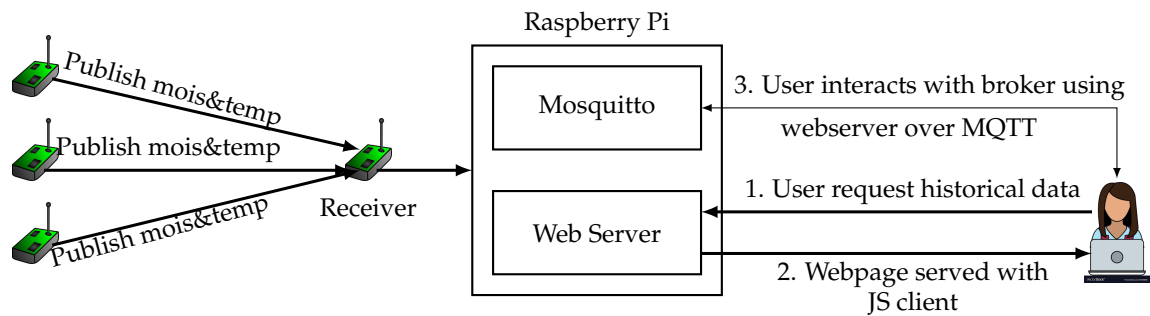 Raspberry Pi
Publish mois&temp
Publish mois&temp
Publish mois&temp
Receiver
Mosquitto
Web Server
3. User interacts with broker using
webserver over MQTT
1. User request historical data
2. Webpage served with
JS client